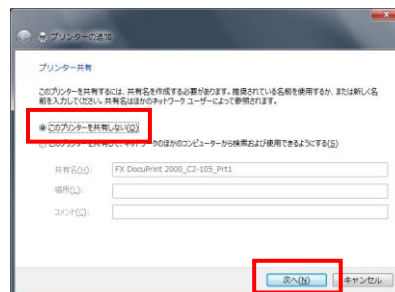 プリンターの追加
プリンター共有
このプリンターを共有するには、共有名を作成する必要があります。推奨されている名前を使用するか、または新しく名
前を入力してください。共有名はほかのネットワーク ユーザーによって参照されます。
このプリンターを共有しない(O)
このプリンターを共有して、ネットワークのほかのコンピューターから検索および使用できるようにする(S)
共有名(H): FX DocuPrint 2000_C2-105_Prt1
場所(L):
コメント(C):
次へ(N) キャンセル